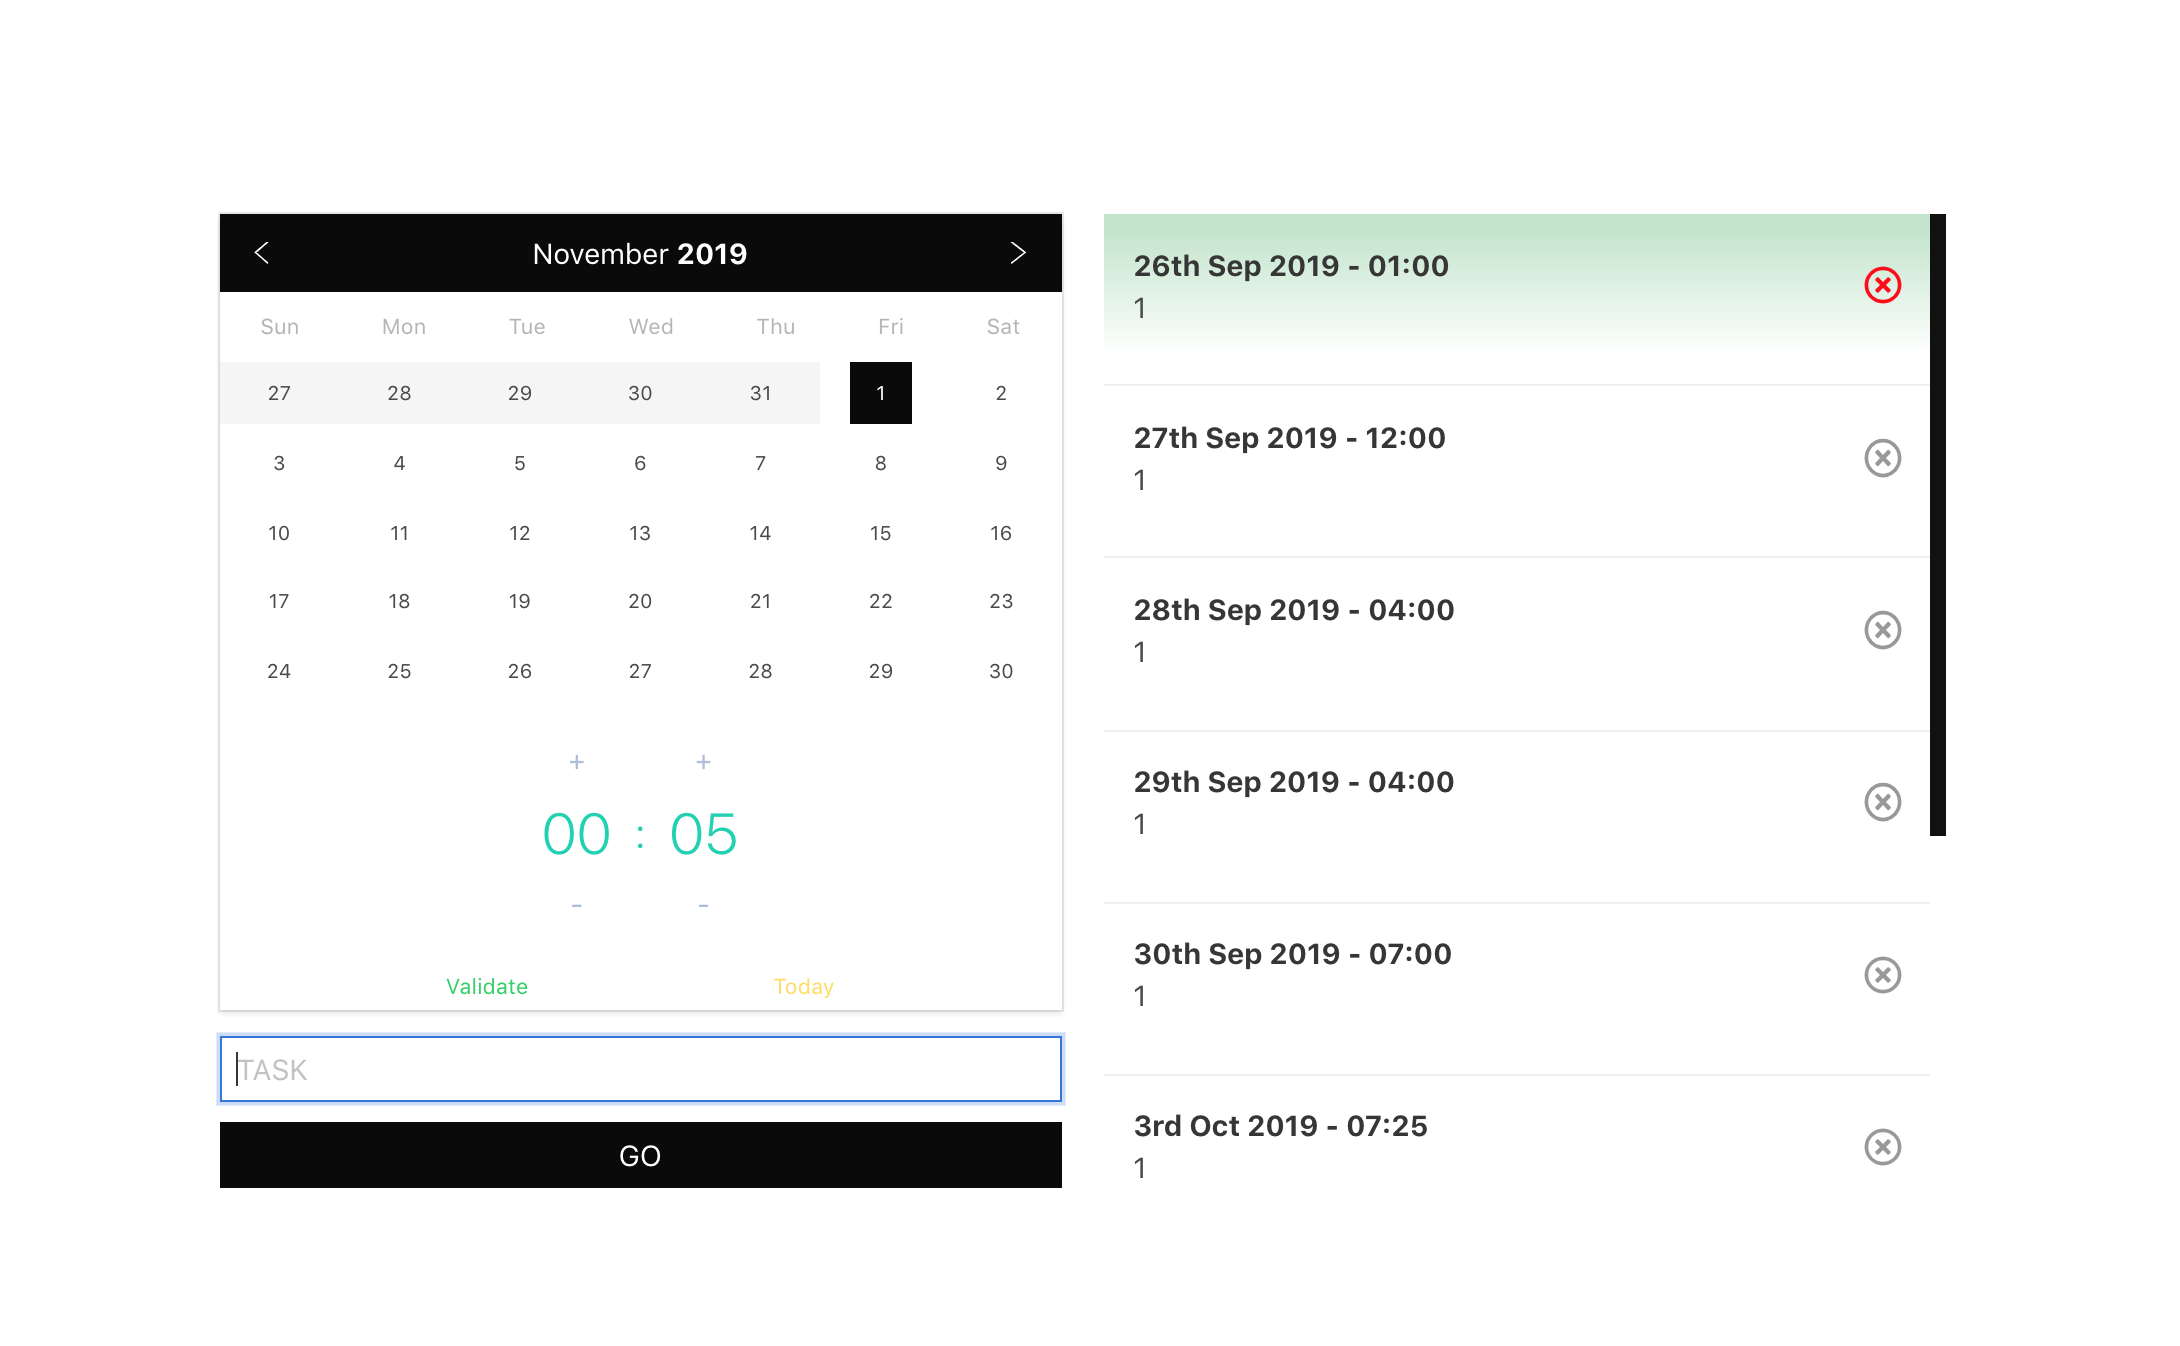 November 2019
Sun Mon Tue Wed Thu Fri Sat
27 28 29 30 31 1 2
3 4 5 6 7 8 9
10 11 12 13 14 15 16
17 18 19 20 21 22 23
24 25 26 27 28 29 30
+ +
00 : 05
- -
Validate Today
TASK
GO
26th Sep 2019 - 01:00
1
27th Sep 2019 - 12:00
1
28th Sep 2019 - 04:00
1
29th Sep 2019 - 04:00
1
30th Sep 2019 - 07:00
1
3rd Oct 2019 - 07:25
1